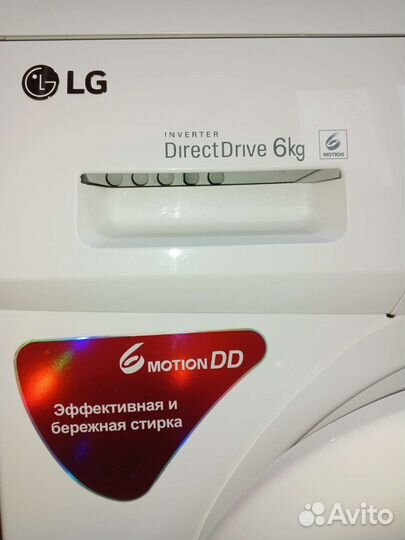 LG
INVERTER
DirectDrive 6kg
6 MOTION
6 MOTION DD
Эффективная и
бережная стирка
Avito